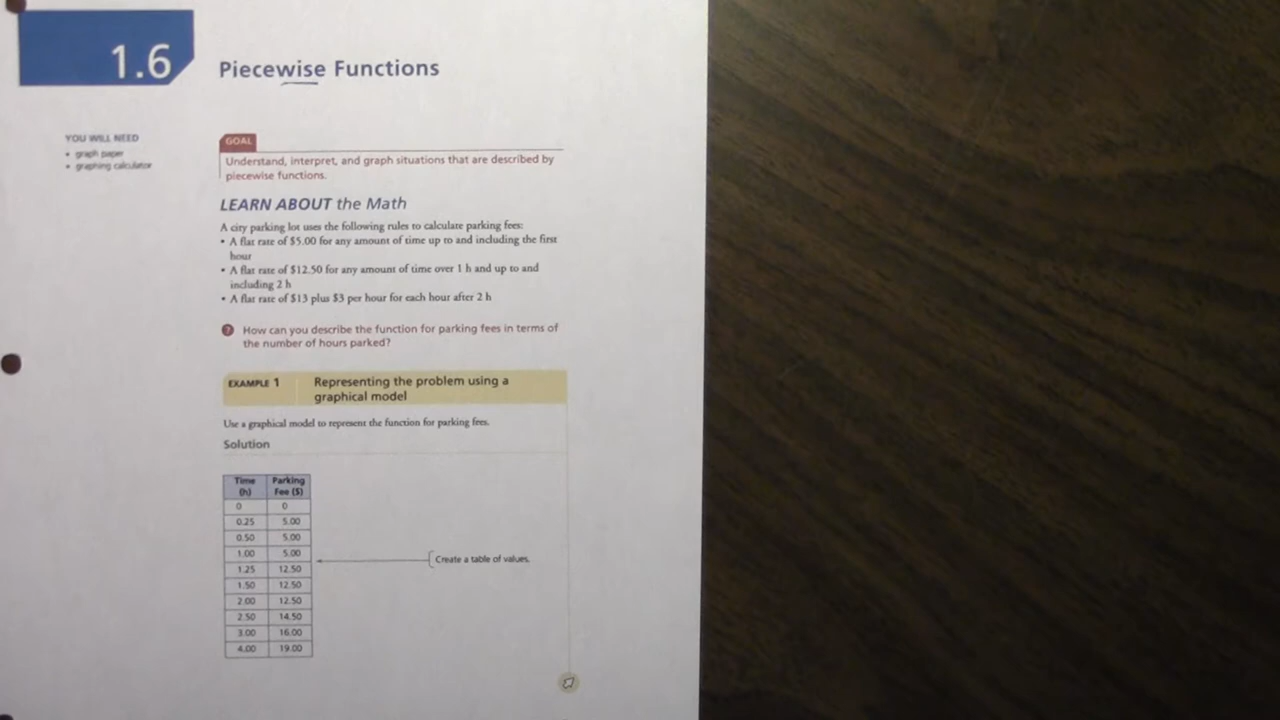 1.6
Piecewise Functions
YOU WILL NEED
• graph paper
• graphing calculator
GOAL
Understand, interpret, and graph situations that are described by
piecewise functions.
LEARN ABOUT the Math
A city parking lot uses the following rules to calculate parking fees:
• A flat rate of $5.00 for any amount of time up to and including the first
hour
• A flat rate of $12.50 for any amount of time over 1 h and up to and
including 2 h
• A flat rate of $13 plus $3 per hour for each hour after 2 h
? How can you describe the function for parking fees in terms of
the number of hours parked?
EXAMPLE 1 Representing the problem using a
graphical model
Use a graphical model to represent the function for parking fees.
Solution
Time Parking
(h) Fee ($)
0 0
0.25 5.00
0.50 5.00
1.00 5.00
1.25 12.50
1.50 12.50
2.00 12.50
2.50 14.50
3.00 16.00
4.00 19.00
Create a table of values.